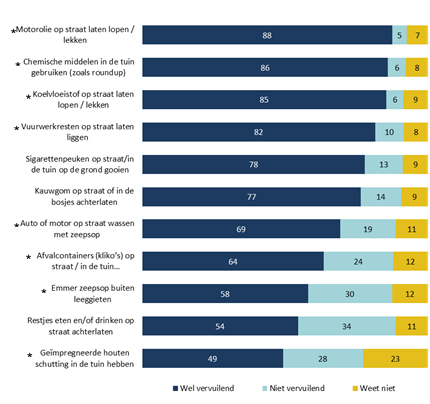 *Motorolie op straat laten lopen /
lekken
88 5 7
* Chemische middelen in de tuin
gebruiken (zoals roundup)
86 6 8
* Koelvloeistof op straat laten
lopen / lekken
85 6 9
* Vuurwerkresten op straat laten
liggen
82 10 8
Sigarettenpeuken op straat/in
de tuin op de grond gooien
78 13 9
Kauwgom op straat of in de
bosjes achterlaten
77 14 9
*Auto of motor op straat wassen
met zeepsop
69 19 11
* Afvalcontainers (kliko's) op
straat / in de tuin…
64 24 12
* Emmer zeepsop buiten
leeggieten
58 30 12
Restjes eten en/of drinken op
straat achterlaten
54 34 11
* Geïmpregneerde houten
schutting in de tuin hebben
49 28 23
Wel vervuilend Niet vervuilend Weet niet